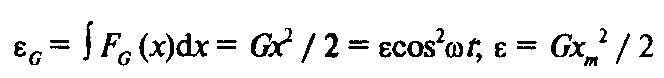 ε_G = ∫ F_G (x)dx = Gx² / 2 = εcos²ωt; ε = Gx_m² / 2